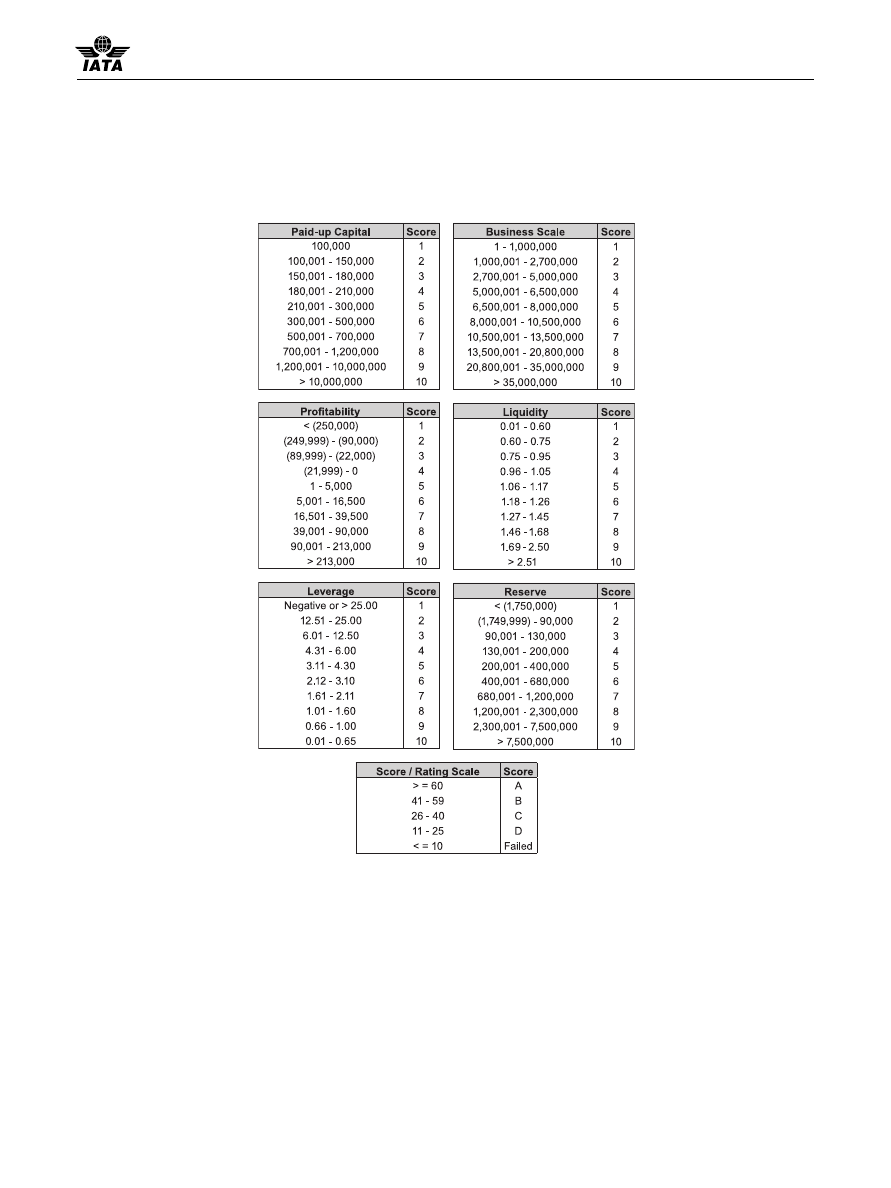 IATA
Paid-up Capital Score
100,000 1
100,001 - 150,000 2
150,001 - 180,000 3
180,001 - 210,000 4
210,001 - 300,000 5
300,001 - 500,000 6
500,001 - 700,000 7
700,001 - 1,200,000 8
1,200,001 - 10,000,000 9
> 10,000,000 10
Business Scale Score
1 - 1,000,000 1
1,000,001 - 2,700,000 2
2,700,001 - 5,000,000 3
5,000,001 - 6,500,000 4
6,500,001 - 8,000,000 5
8,000,001 - 10,500,000 6
10,500,001 - 13,500,000 7
13,500,001 - 20,800,000 8
20,800,001 - 35,000,000 9
> 35,000,000 10
Profitability Score
< (250,000) 1
(249,999) - (90,000) 2
(89,999) - (22,000) 3
(21,999) - 0 4
1 - 5,000 5
5,001 - 16,500 6
16,501 - 39,500 7
39,001 - 90,000 8
90,001 - 213,000 9
> 213,000 10
Liquidity Score
0.01 - 0.60 1
0.60 - 0.75 2
0.75 - 0.95 3
0.96 - 1.05 4
1.06 - 1.17 5
1.18 - 1.26 6
1.27 - 1.45 7
1.46 - 1.68 8
1.69 - 2.50 9
> 2.51 10
Leverage Score
Negative or > 25.00 1
12.51 - 25.00 2
6.01 - 12.50 3
4.31 - 6.00 4
3.11 - 4.30 5
2.12 - 3.10 6
1.61 - 2.11 7
1.01 - 1.60 8
0.66 - 1.00 9
0.01 - 0.65 10
Reserve Score
< (1,750,000) 1
(1,749,999) - 90,000 2
90,001 - 130,000 3
130,001 - 200,000 4
200,001 - 400,000 5
400,001 - 680,000 6
680,001 - 1,200,000 7
1,200,001 - 2,300,000 8
2,300,001 - 7,500,000 9
> 7,500,000 10
Score / Rating Scale Score
> = 60 A
41 - 59 B
26 - 40 C
11 - 25 D
< = 10 Failed